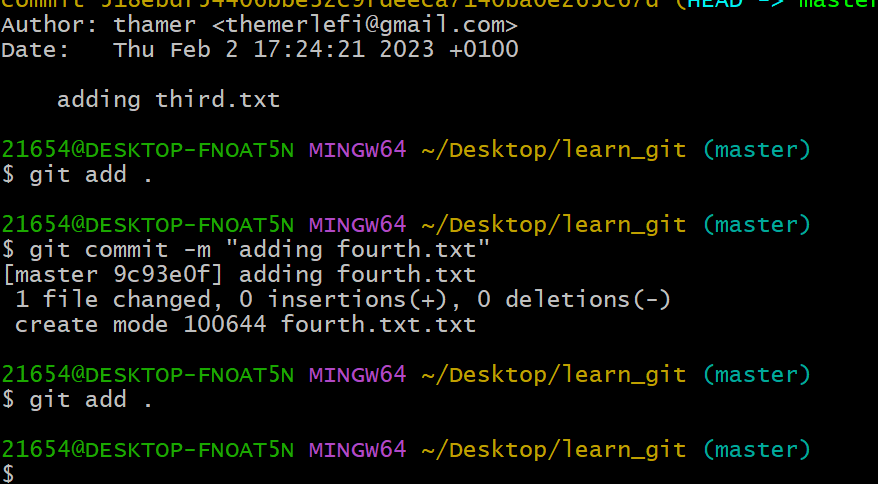 (HEAD -> master
Author: thamer <themerlefi@gmail.com>
Date:   Thu Feb 2 17:24:21 2023 +0100
adding third.txt
21654@DESKTOP-FNOAT5N MINGW64 ~/Desktop/learn_git (master)
$ git add .
21654@DESKTOP-FNOAT5N MINGW64 ~/Desktop/learn_git (master)
$ git commit -m "adding fourth.txt"
[master 9c93e0f] adding fourth.txt
1 file changed, 0 insertions(+), 0 deletions(-)
create mode 100644 fourth.txt.txt
21654@DESKTOP-FNOAT5N MINGW64 ~/Desktop/learn_git (master)
$ git add .
21654@DESKTOP-FNOAT5N MINGW64 ~/Desktop/learn_git (master)
$